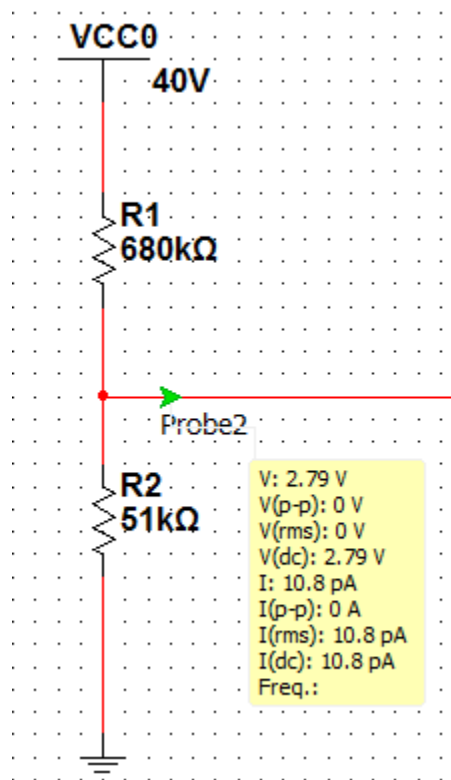 VCC0
40V
R1
680kΩ
Probe2
R2
51kΩ
V: 2.79 V
V(p-p): 0 V
V(rms): 0 V
V(dc): 2.79 V
I: 10.8 pA
I(p-p): 0 A
I(rms): 10.8 pA
I(dc): 10.8 pA
Freq.: